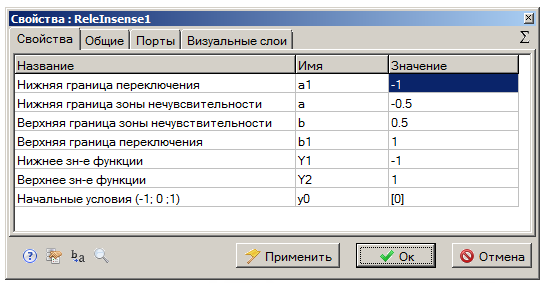 Свойства : ReleInsense1
Свойства Общие Порты Визуальные слои Σ
Название Имя Значение
Нижняя граница переключения a1 -1
Нижняя граница зоны нечувсвительности a -0.5
Верхняя граница зоны нечувствительности b 0.5
Верхняя граница переключения b1 1
Нижнее зн-е функции Y1 -1
Верхнее зн-е функции Y2 1
Начальные условия (-1; 0 ;1) y0 [0]
? b a Применить Ок Отмена